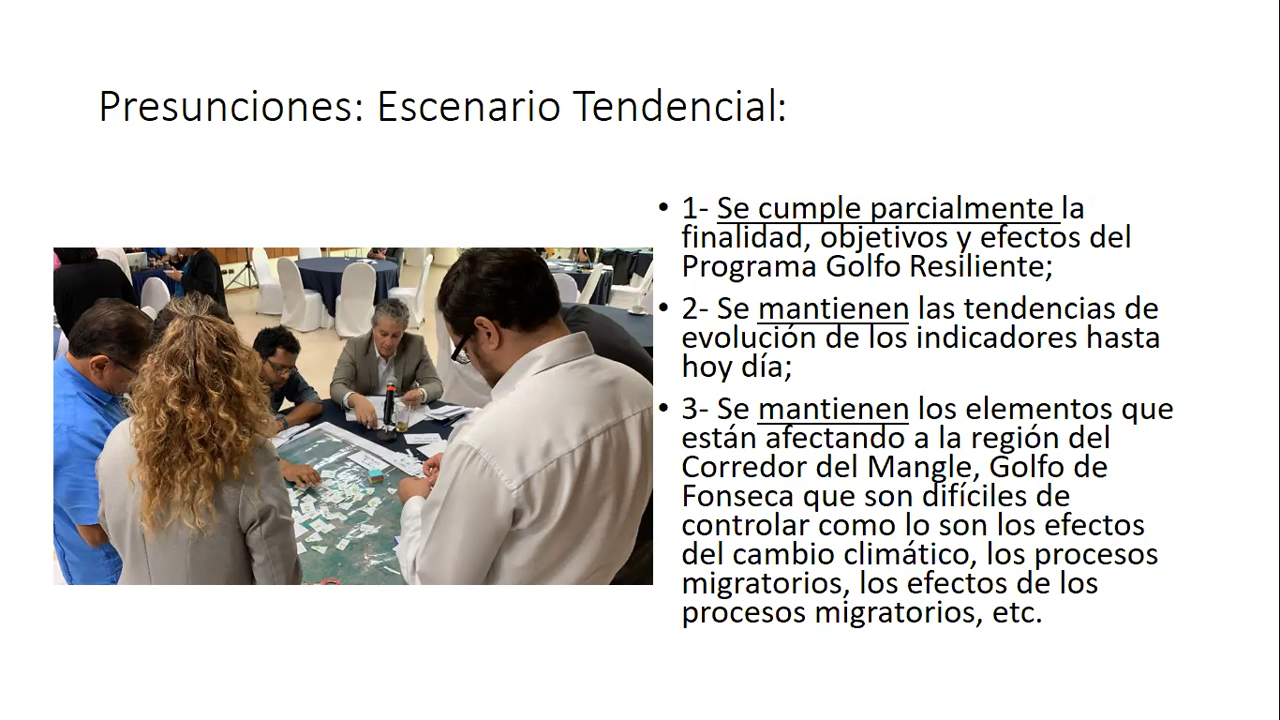 Presunciones: Escenario Tendencial:
• 1- Se cumple parcialmente la
finalidad, objetivos y efectos del
Programa Golfo Resiliente;
• 2- Se mantienen las tendencias de
evolución de los indicadores hasta
hoy día;
• 3- Se mantienen los elementos que
están afectando a la región del
Corredor del Mangle, Golfo de
Fonseca que son difíciles de
controlar como lo son los efectos
del cambio climático, los procesos
migratorios, los efectos de los
procesos migratorios, etc.